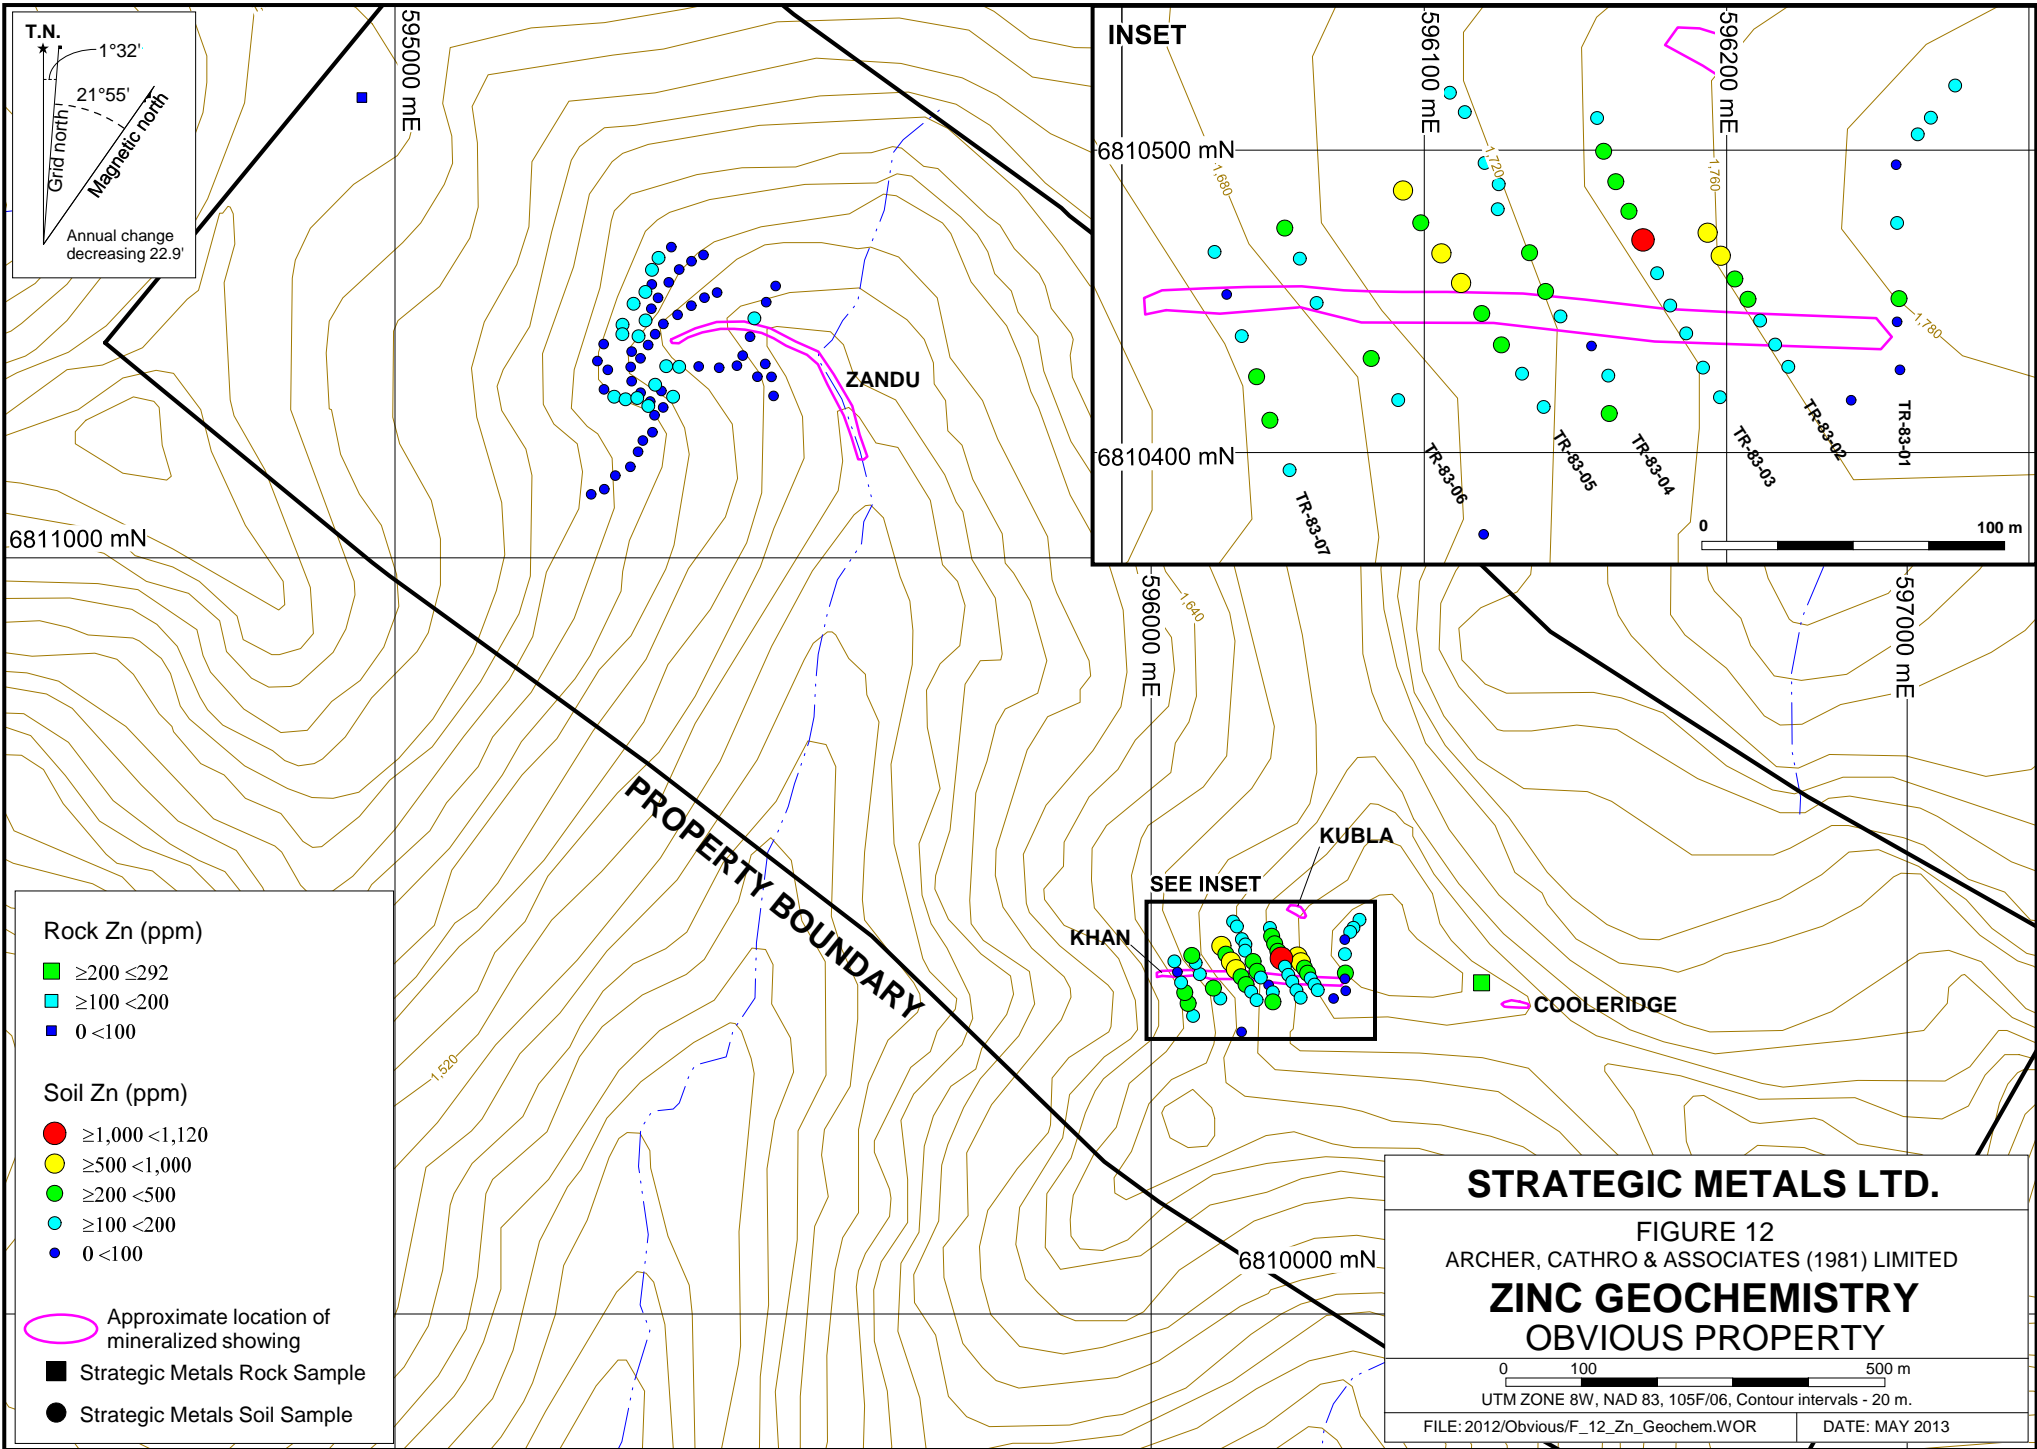 T.N.
1°32'
21°55'
Grid north
Magnetic north
Annual change
decreasing 22.9'
595000 mE
INSET
596100 mE
596200 mE
6810500 mN
1,680
1,720
1,760
1,780
6810400 mN
TR-83-07
TR-83-06
TR-83-05
TR-83-04
TR-83-03
TR-83-02
TR-83-01
0 100 m
ZANDU
6811000 mN
596000 mE
1,640
597000 mE
PROPERTY BOUNDARY
KUBLA
SEE INSET
KHAN
COOLERIDGE
1,520
6810000 mN
Rock Zn (ppm)
≥200 ≤292
≥100 <200
0 <100
Soil Zn (ppm)
≥1,000 <1,120
≥500 <1,000
≥200 <500
≥100 <200
0 <100
Approximate location of
mineralized showing
Strategic Metals Rock Sample
Strategic Metals Soil Sample
STRATEGIC METALS LTD.
FIGURE 12
ARCHER, CATHRO & ASSOCIATES (1981) LIMITED
ZINC GEOCHEMISTRY
OBVIOUS PROPERTY
0 100 500 m
UTM ZONE 8W, NAD 83, 105F/06, Contour intervals - 20 m.
FILE: 2012/Obvious/F_12_Zn_Geochem.WOR
DATE: MAY 2013